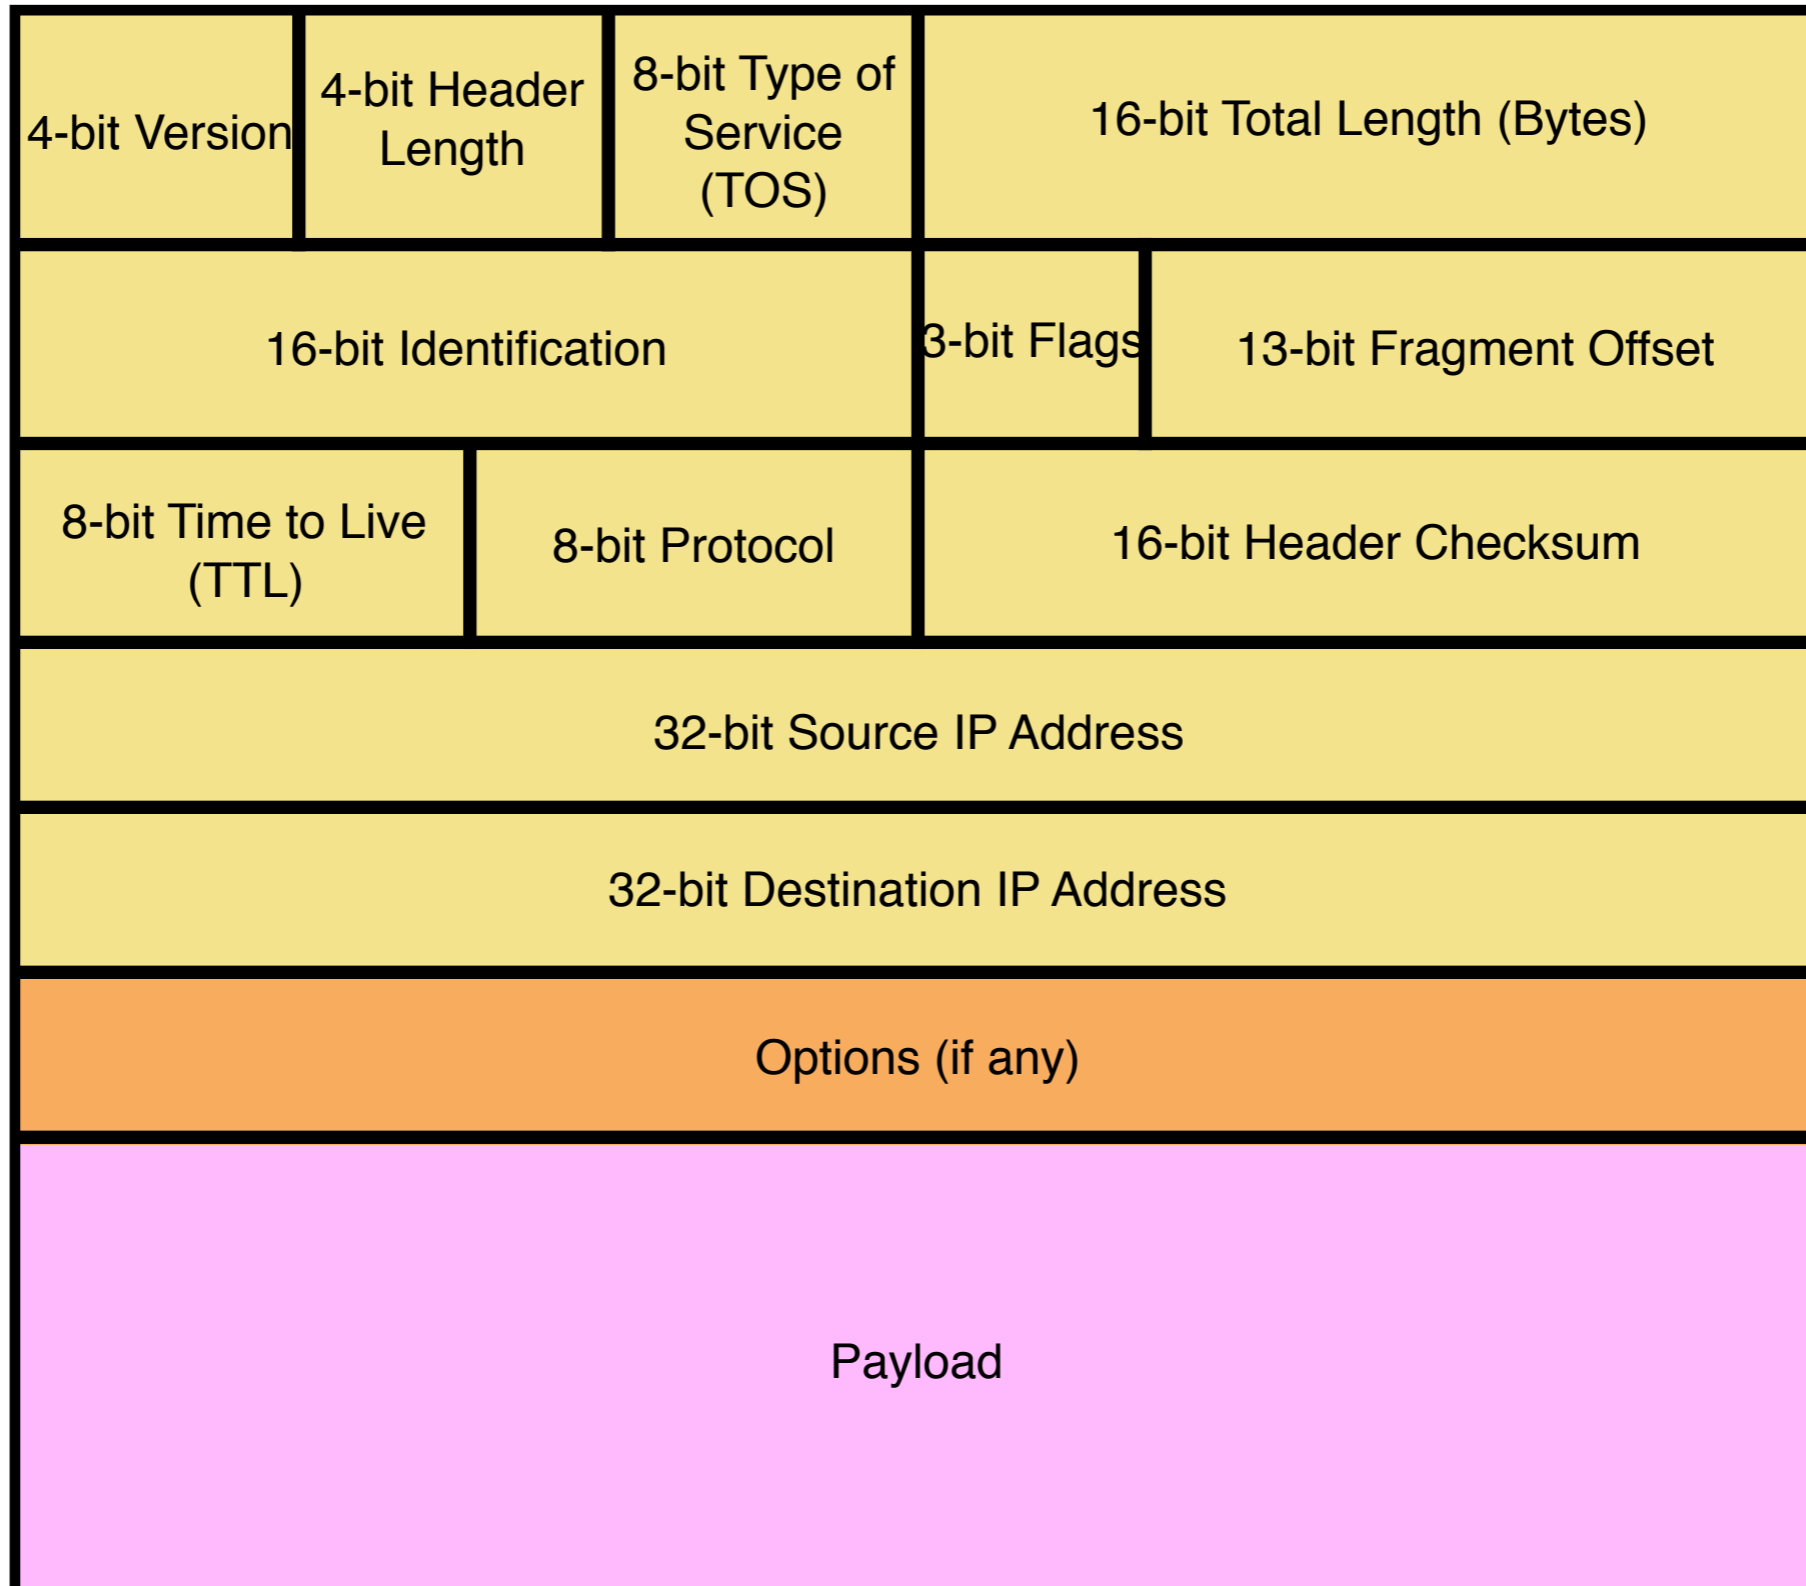 4-bit Version
4-bit Header
Length
8-bit Type of
Service
(TOS)
16-bit Total Length (Bytes)
16-bit Identification
3-bit Flags
13-bit Fragment Offset
8-bit Time to Live
(TTL)
8-bit Protocol
16-bit Header Checksum
32-bit Source IP Address
32-bit Destination IP Address
Options (if any)
Payload